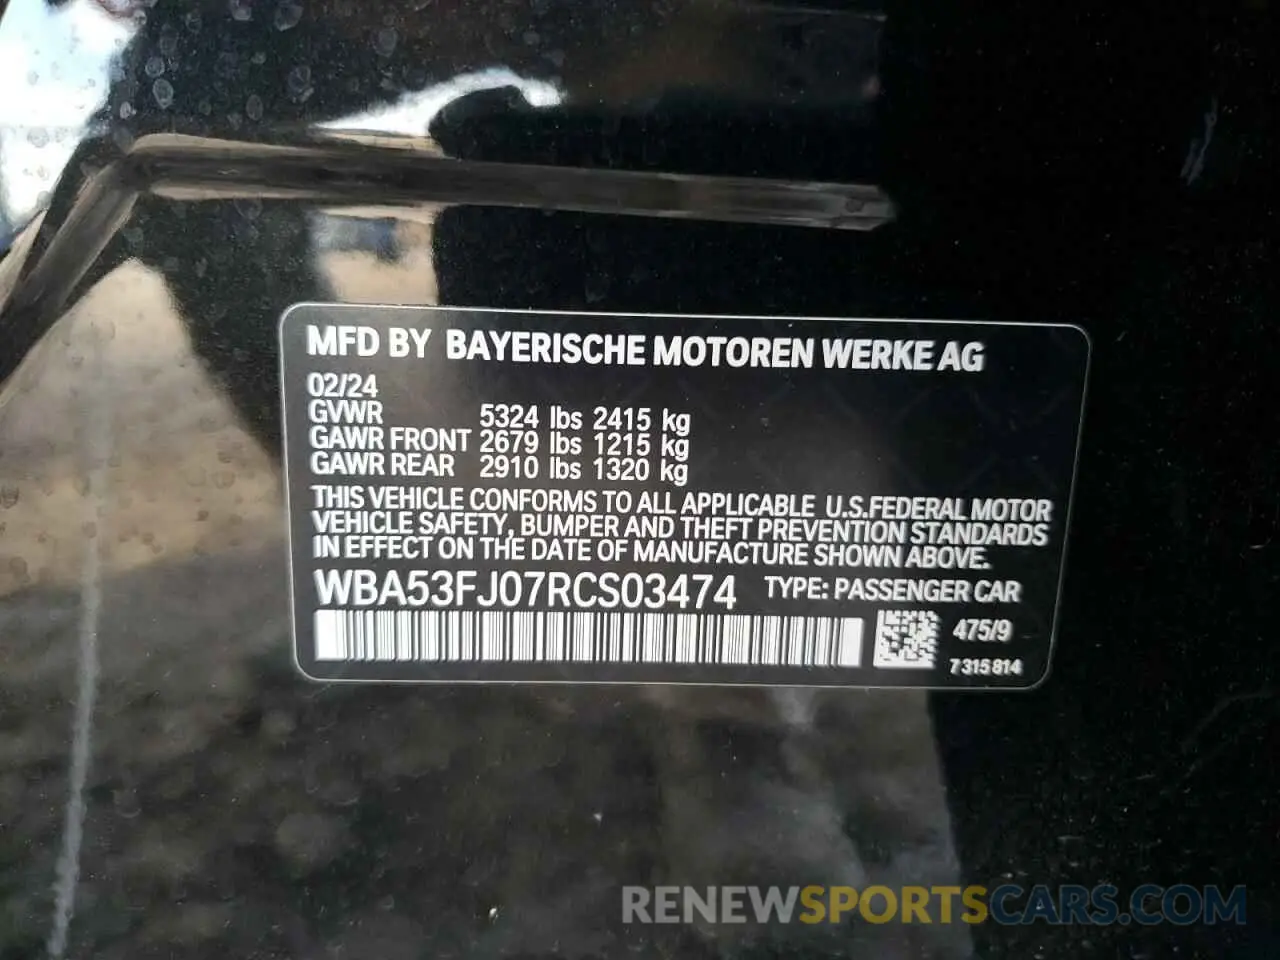 MFD BY BAYERISCHE MOTOREN WERKE AG
02/24
GVWR 5324 lbs 2415 kg
GAWR FRONT 2679 lbs 1215 kg
GAWR REAR 2910 lbs 1320 kg
THIS VEHICLE CONFORMS TO ALL APPLICABLE U.S.FEDERAL MOTOR
VEHICLE SAFETY, BUMPER AND THEFT PREVENTION STANDARDS
IN EFFECT ON THE DATE OF MANUFACTURE SHOWN ABOVE.
WBA53FJ07RCS03474 TYPE: PASSENGER CAR
475/9
7 315 814
RENEWSPORTSCARS.COM